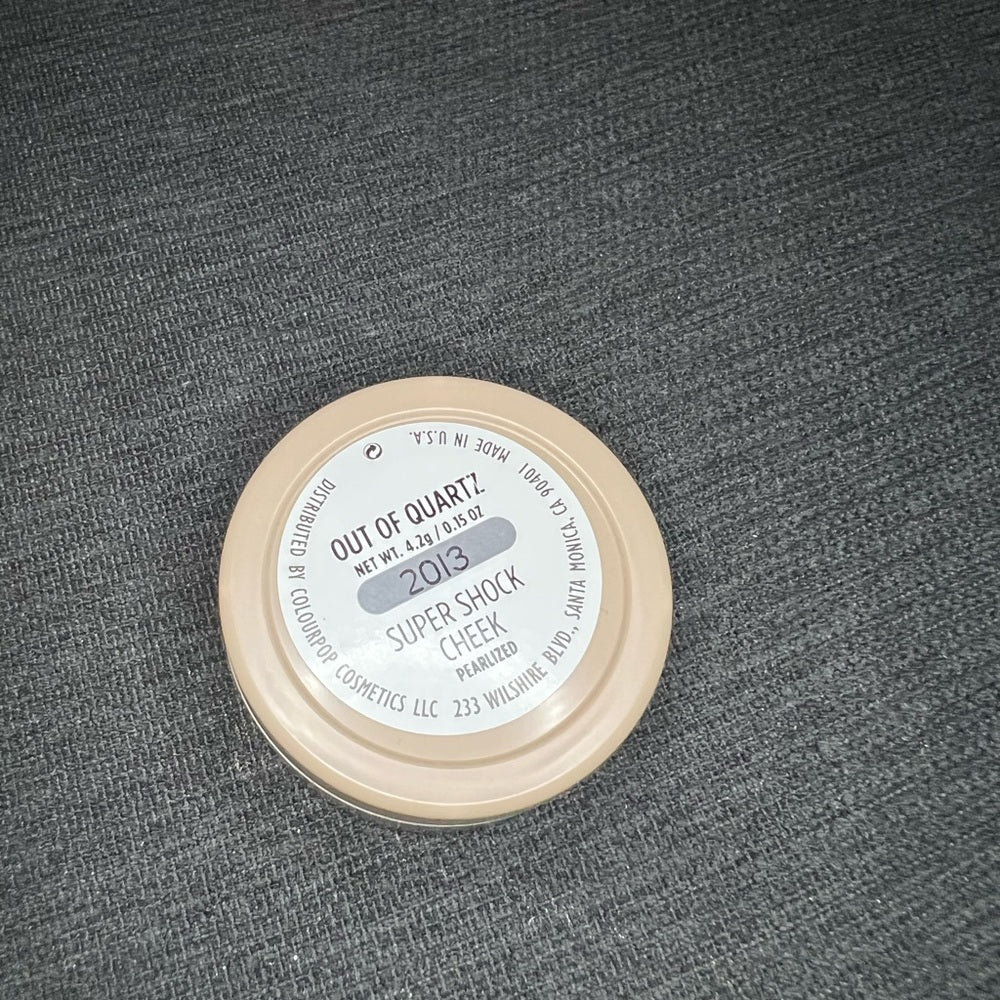 OUT OF QUARTZ
NET WT. 4.2g / 0.15 OZ
2013
SUPER SHOCK
CHEEK
PEARLIZED
DISTRIBUTED BY COLOURPOP COSMETICS LLC 233 WILSHIRE BLVD., SANTA MONICA, CA 90401 MADE IN U.S.A.